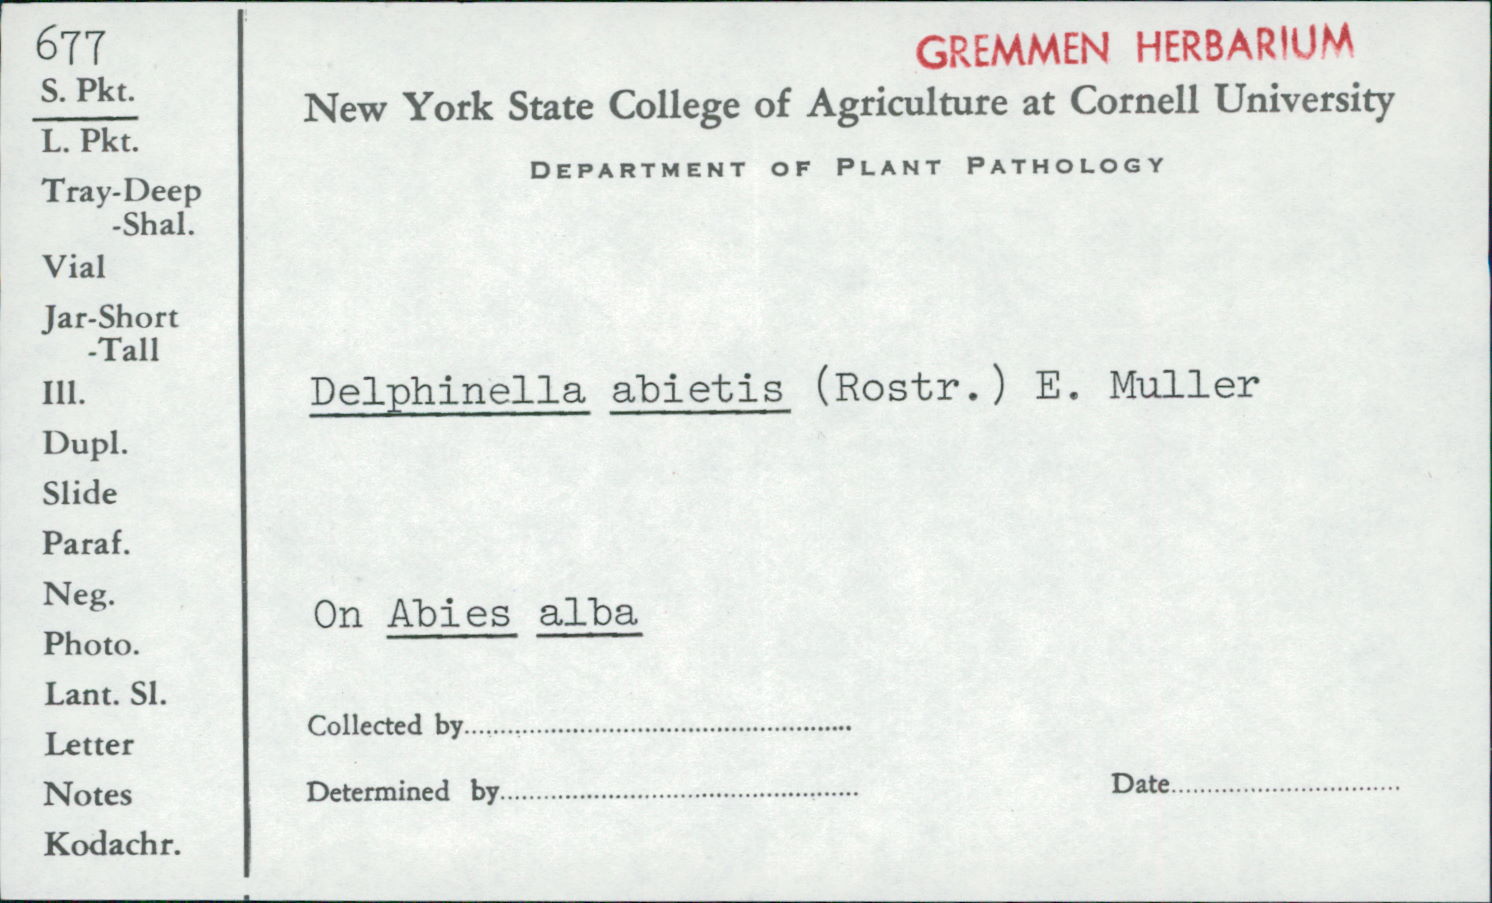 677
S. Pkt.
L. Pkt.
Tray-Deep
-Shal.
Vial
Jar-Short
-Tall
Ill.
Dupl.
Slide
Paraf.
Neg.
Photo.
Lant. Sl.
Letter
Notes
Kodachr.
GREMMEN HERBARIUM
New York State College of Agriculture at Cornell University
DEPARTMENT OF PLANT PATHOLOGY
Delphinella abietis (Rostr.) E. Muller
On Abies alba
Collected by
Determined by
Date